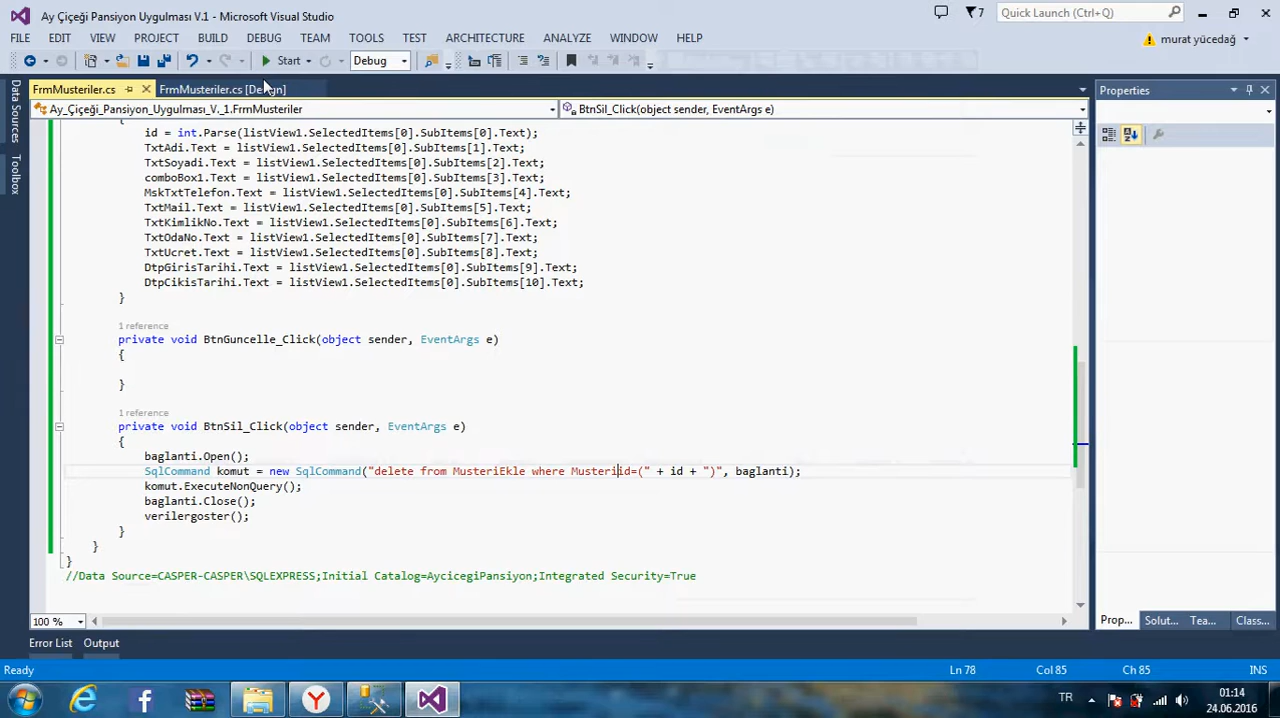 Ay Çiçeği Pansiyon Uygulması V.1 - Microsoft Visual Studio
7
Quick Launch (Ctrl+Q)
FILE EDIT VIEW PROJECT BUILD DEBUG TEAM TOOLS TEST ARCHITECTURE ANALYZE WINDOW HELP
murat yücedağ
Start
Debug
FrmMusteriler.cs
FrmMusteriler.cs [Design]
Ay_Çiçeği_Pansiyon_Uygulması_V._1.FrmMusteriler
BtnSil_Click(object sender, EventArgs e)
Data Sources
Toolbox
{
id = int.Parse(listView1.SelectedItems[0].SubItems[0].Text);
TxtAdi.Text = listView1.SelectedItems[0].SubItems[1].Text;
TxtSoyadi.Text = listView1.SelectedItems[0].SubItems[2].Text;
comboBox1.Text = listView1.SelectedItems[0].SubItems[3].Text;
MskTxtTelefon.Text = listView1.SelectedItems[0].SubItems[4].Text;
TxtMail.Text = listView1.SelectedItems[0].SubItems[5].Text;
TxtKimlikNo.Text = listView1.SelectedItems[0].SubItems[6].Text;
TxtOdaNo.Text = listView1.SelectedItems[0].SubItems[7].Text;
TxtUcret.Text = listView1.SelectedItems[0].SubItems[8].Text;
DtpGirisTarihi.Text = listView1.SelectedItems[0].SubItems[9].Text;
DtpCikisTarihi.Text = listView1.SelectedItems[0].SubItems[10].Text;
}
1 reference
private void BtnGuncelle_Click(object sender, EventArgs e)
{
}
1 reference
private void BtnSil_Click(object sender, EventArgs e)
{
baglanti.Open();
SqlCommand komut = new SqlCommand("delete from MusteriEkle where Musteriid=(" + id + ")", baglanti);
komut.ExecuteNonQuery();
baglanti.Close();
verilergoster();
}
}
}
//Data Source=CASPER-CASPER\SQLEXPRESS;Initial Catalog=AycicegiPansiyon;Integrated Security=True
100 %
Properties
Prop... Solut... Tea... Class...
Error List Output
Ready
Ln 78 Col 85 Ch 85 INS
TR
01:14
24.06.2016